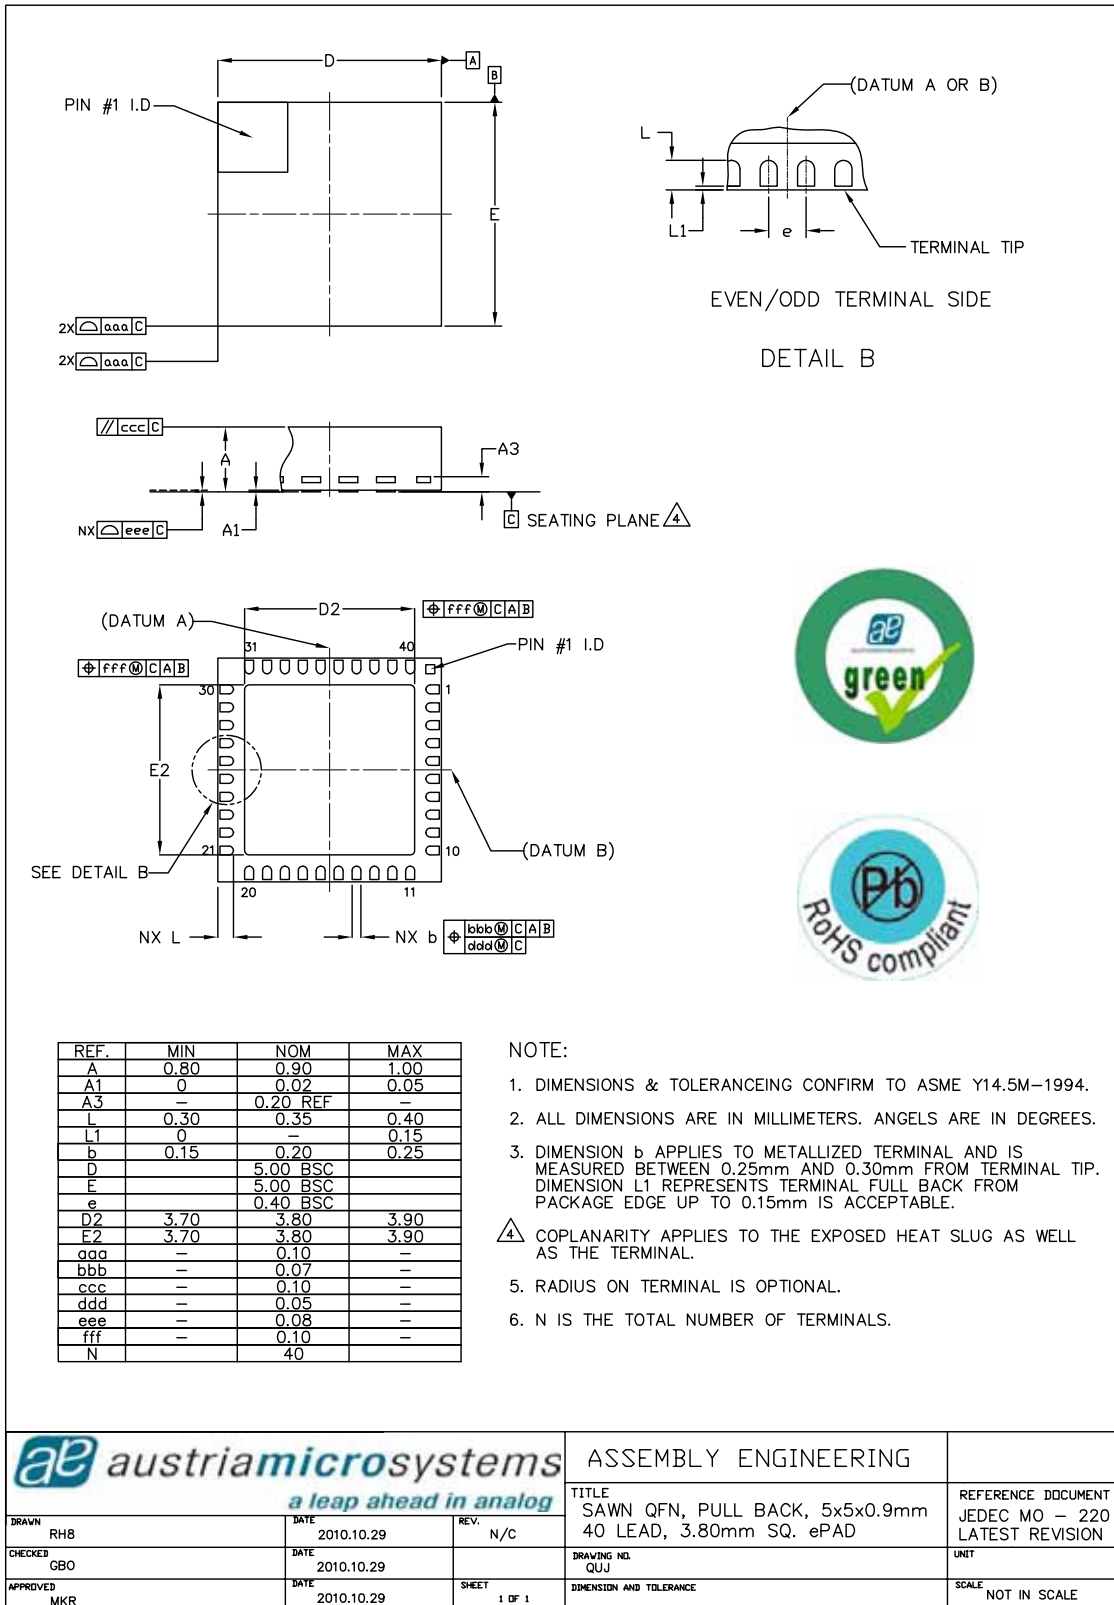 D
A
B
PIN #1 I.D
E
2X aaa C
2X aaa C
(DATUM A OR B)
L
L1
e
TERMINAL TIP
EVEN/ODD TERMINAL SIDE
DETAIL B
// ccc C
A
A3
NX eee C
A1
C SEATING PLANE 4
D2
fff M C A B
(DATUM A)
31
40
PIN #1 I.D
fff M C A B
30
1
E2
21
10
(DATUM B)
SEE DETAIL B
20
11
NX L
NX b
bbb M C A B
ddd M C
ae
green
Pb
RoHS compliant
REF. MIN NOM MAX
A 0.80 0.90 1.00
A1 0 0.02 0.05
A3 – 0.20 REF –
L 0.30 0.35 0.40
L1 0 – 0.15
b 0.15 0.20 0.25
D 5.00 BSC
E 5.00 BSC
e 0.40 BSC
D2 3.70 3.80 3.90
E2 3.70 3.80 3.90
aaa – 0.10 –
bbb – 0.07 –
ccc – 0.10 –
ddd – 0.05 –
eee – 0.08 –
fff – 0.10 –
N 40
NOTE:
1. DIMENSIONS & TOLERANCEING CONFIRM TO ASME Y14.5M–1994.
2. ALL DIMENSIONS ARE IN MILLIMETERS. ANGELS ARE IN DEGREES.
3. DIMENSION b APPLIES TO METALLIZED TERMINAL AND IS
MEASURED BETWEEN 0.25mm AND 0.30mm FROM TERMINAL TIP.
DIMENSION L1 REPRESENTS TERMINAL FULL BACK FROM
PACKAGE EDGE UP TO 0.15mm IS ACCEPTABLE.
4 COPLANARITY APPLIES TO THE EXPOSED HEAT SLUG AS WELL
AS THE TERMINAL.
5. RADIUS ON TERMINAL IS OPTIONAL.
6. N IS THE TOTAL NUMBER OF TERMINALS.
ae austriamicrosystems
a leap ahead in analog
ASSEMBLY ENGINEERING
TITLE
SAWN QFN, PULL BACK, 5x5x0.9mm
40 LEAD, 3.80mm SQ. ePAD
REFERENCE DOCUMENT
JEDEC MO – 220
LATEST REVISION
DRAWN
RH8
DATE
2010.10.29
REV.
N/C
CHECKED
GBO
DATE
2010.10.29
DRAWING NO.
QUJ
UNIT
APPROVED
MKR
DATE
2010.10.29
SHEET
1 OF 1
DIMENSION AND TOLERANCE
SCALE
NOT IN SCALE